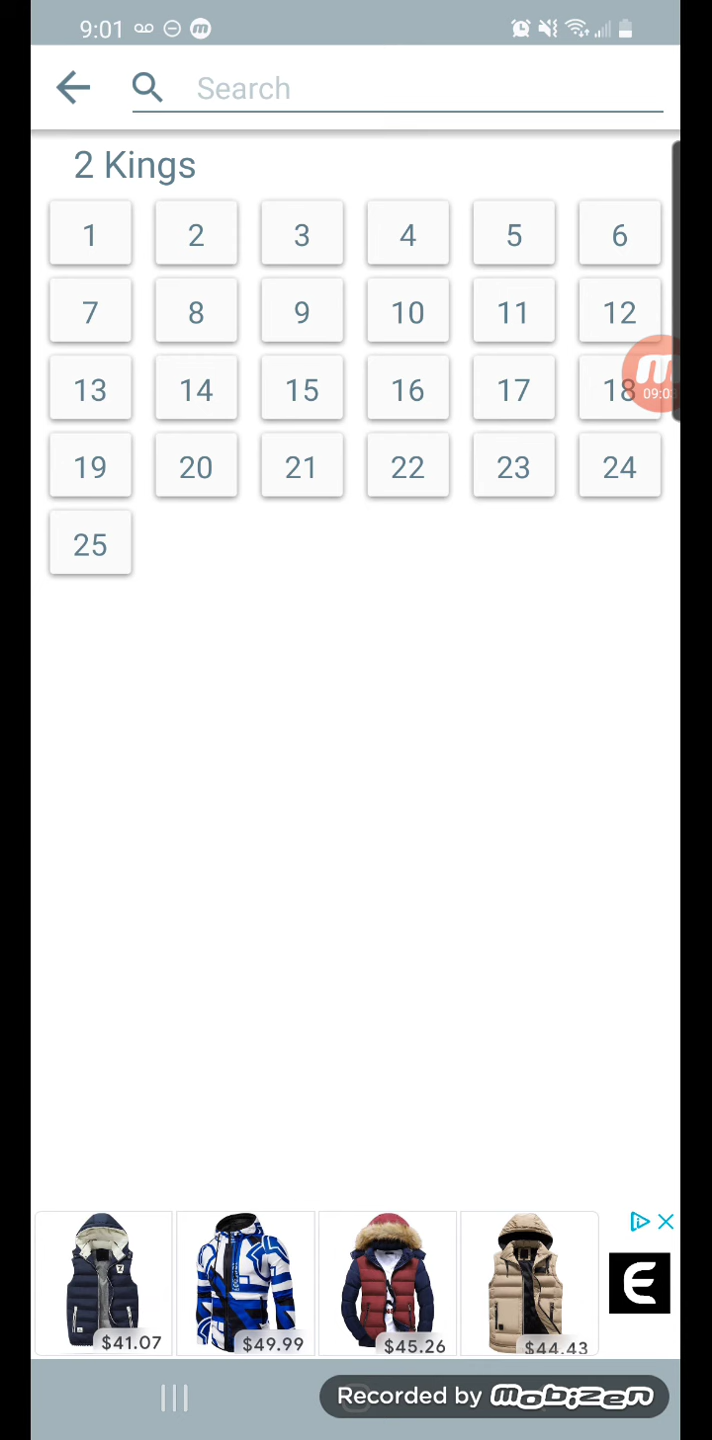 9:01
Search
2 Kings
1 2 3 4 5 6
7 8 9 10 11 12
13 14 15 16 17 18
09:03
19 20 21 22 23 24
25
$41.07 $49.99 $45.26 $44.43
Recorded by mobizen